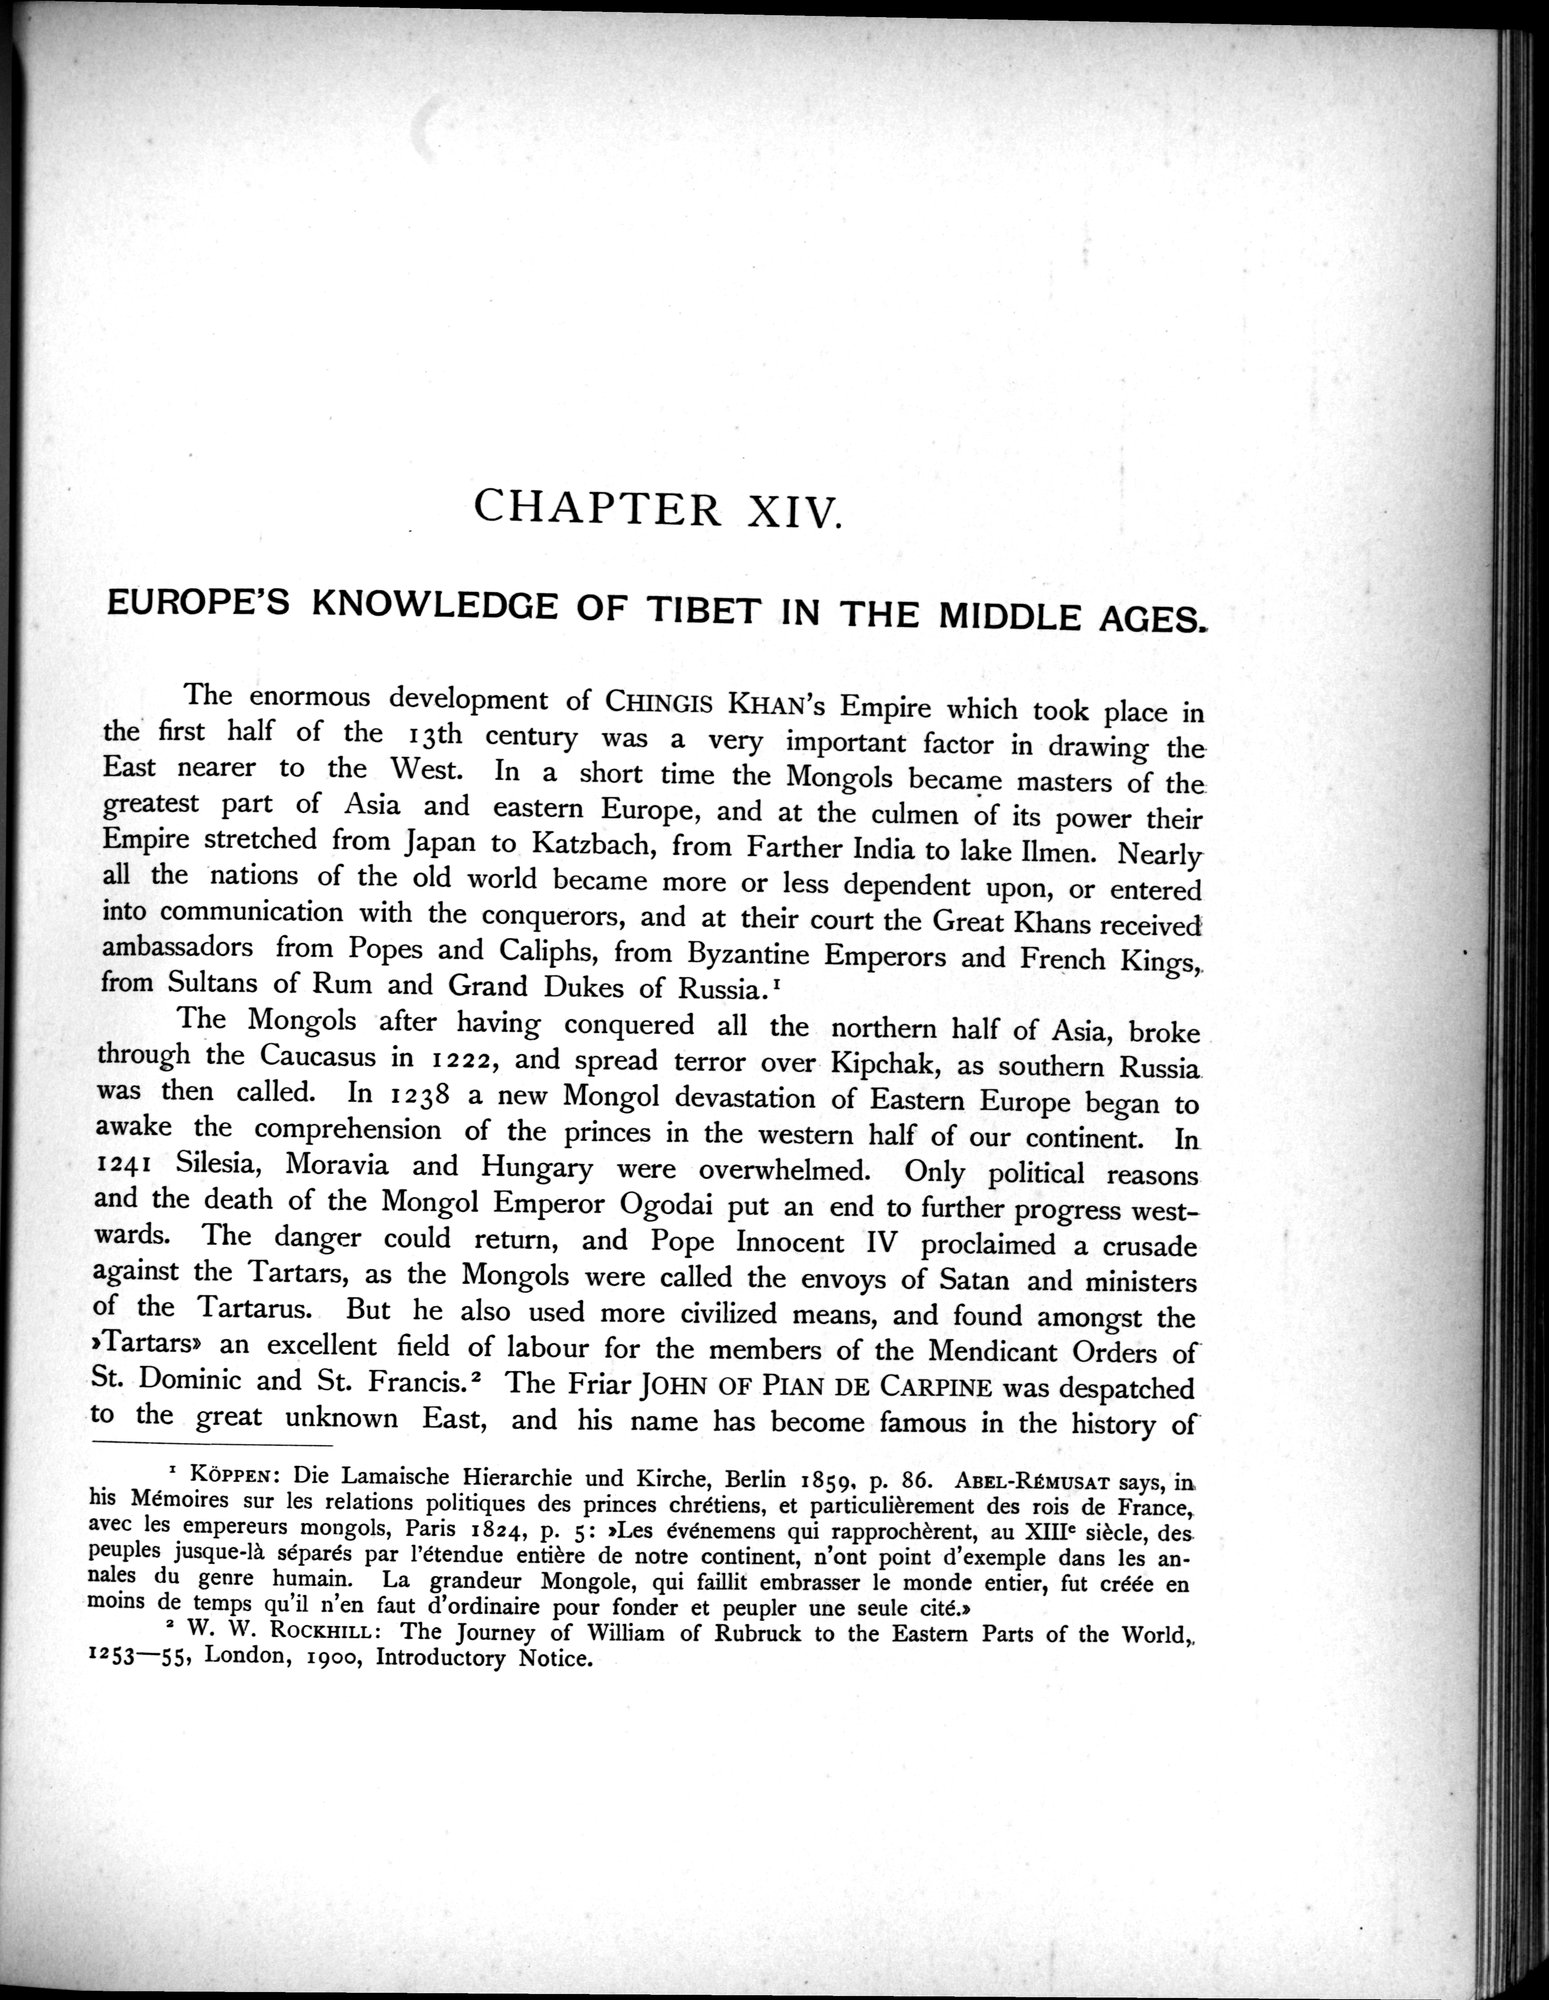 CHAPTER XIV.
EUROPE'S KNOWLEDGE OF TIBET IN THE MIDDLE AGES.
The enormous development of CHINGIS KHAN's Empire which took place in
the first half of the 13th century was a very important factor in drawing the
East nearer to the West. In a short time the Mongols became masters of the
greatest part of Asia and eastern Europe, and at the culmen of its power their
Empire stretched from Japan to Katzbach, from Farther India to lake Ilmen. Nearly
all the nations of the old world became more or less dependent upon, or entered
into communication with the conquerors, and at their court the Great Khans received
ambassadors from Popes and Caliphs, from Byzantine Emperors and French Kings,
from Sultans of Rum and Grand Dukes of Russia.¹
The Mongols after having conquered all the northern half of Asia, broke
through the Caucasus in 1222, and spread terror over Kipchak, as southern Russia
was then called. In 1238 a new Mongol devastation of Eastern Europe began to
awake the comprehension of the princes in the western half of our continent. In
1241 Silesia, Moravia and Hungary were overwhelmed. Only political reasons
and the death of the Mongol Emperor Ogodai put an end to further progress west-
wards. The danger could return, and Pope Innocent IV proclaimed a crusade
against the Tartars, as the Mongols were called the envoys of Satan and ministers
of the Tartarus. But he also used more civilized means, and found amongst the
»Tartars» an excellent field of labour for the members of the Mendicant Orders of
St. Dominic and St. Francis.² The Friar JOHN OF PIAN DE CARPINE was despatched
to the great unknown East, and his name has become famous in the history of
¹ KÖPPEN: Die Lamaische Hierarchie und Kirche, Berlin 1859, p. 86. ABEL-RÉMUSAT says, in
his Mémoires sur les relations politiques des princes chrétiens, et particulièrement des rois de France,
avec les empereurs mongols, Paris 1824, p. 5: »Les événemens qui rapprochèrent, au XIIIᵉ siècle, des
peuples jusque-là séparés par l'étendue entière de notre continent, n'ont point d'exemple dans les an-
nales du genre humain. La grandeur Mongole, qui faillit embrasser le monde entier, fut créée en
moins de temps qu'il n'en faut d'ordinaire pour fonder et peupler une seule cité.»
² W. W. ROCKHILL: The Journey of William of Rubruck to the Eastern Parts of the World,
1253—55, London, 1900, Introductory Notice.